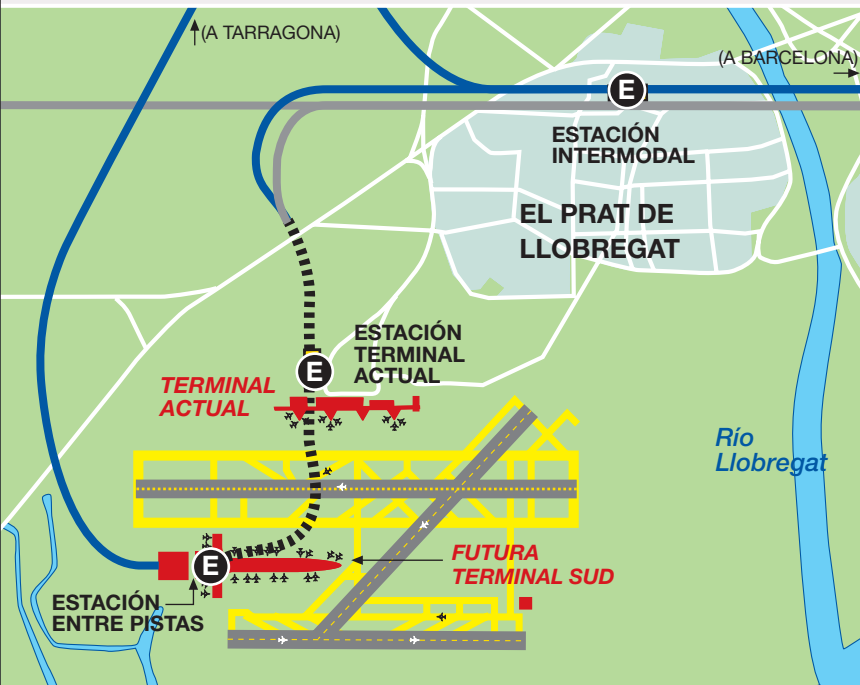 (A TARRAGONA)
(A BARCELONA)
E
ESTACIÓN
INTERMODAL
EL PRAT DE
LLOBREGAT
ESTACIÓN
TERMINAL
ACTUAL
E
TERMINAL
ACTUAL
Río
Llobregat
FUTURA
TERMINAL SUD
E
ESTACIÓN
ENTRE PISTAS